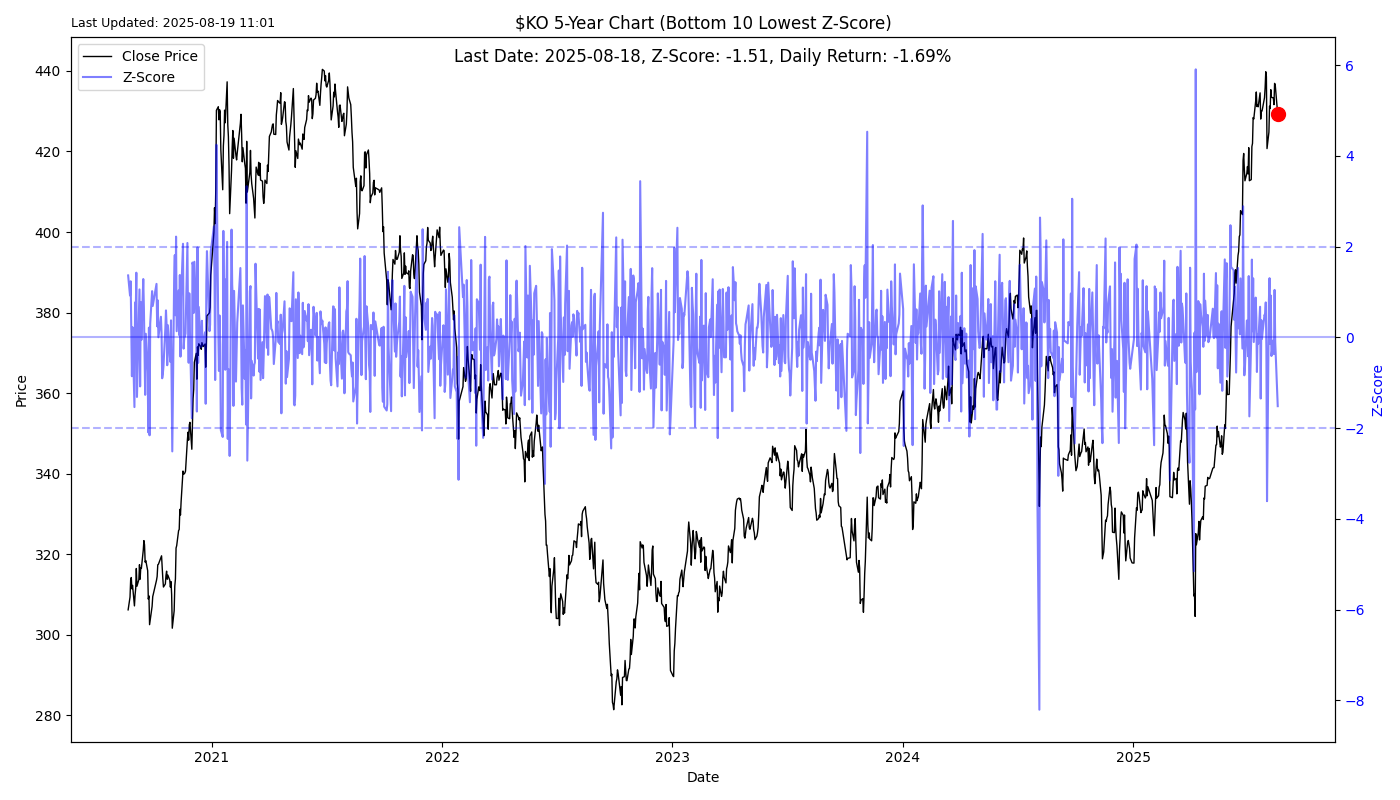 Last Updated: 2025-08-19 11:01
$KO 5-Year Chart (Bottom 10 Lowest Z-Score)
Last Date: 2025-08-18, Z-Score: -1.51, Daily Return: -1.69%
Close Price
Z-Score
440
420
400
380
360
340
320
300
280
Price
6
4
2
0
−2
−4
−6
−8
Z-Score
2021
2022
2023
2024
2025
Date